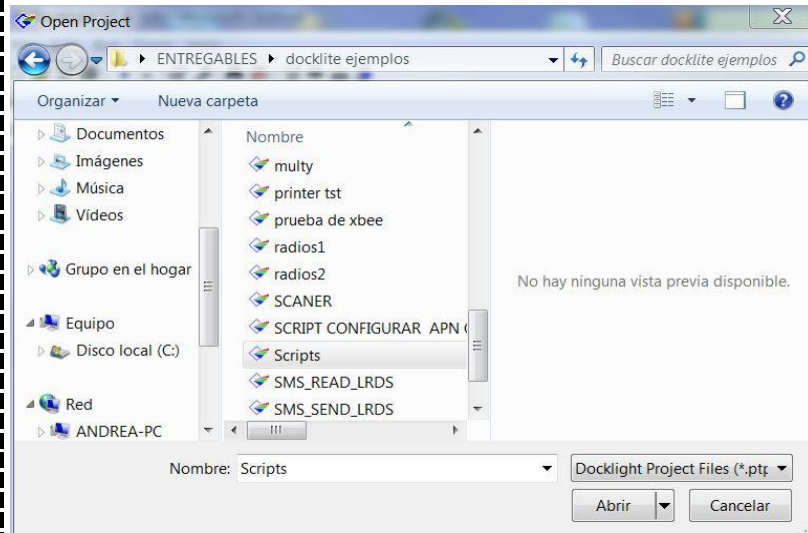 Open Project
ENTREGABLES docklite ejemplos
Buscar docklite ejemplos
Organizar Nueva carpeta
Documentos
Imágenes
Música
Vídeos
Grupo en el hogar
Equipo
Disco local (C:)
Red
ANDREA-PC
Nombre
multy
printer tst
prueba de xbee
radios1
radios2
SCANER
SCRIPT CONFIGURAR APN
Scripts
SMS_READ_LRDS
SMS_SEND_LRDS
No hay ninguna vista previa disponible.
Nombre: Scripts
Docklight Project Files (*.ptp
Abrir Cancelar